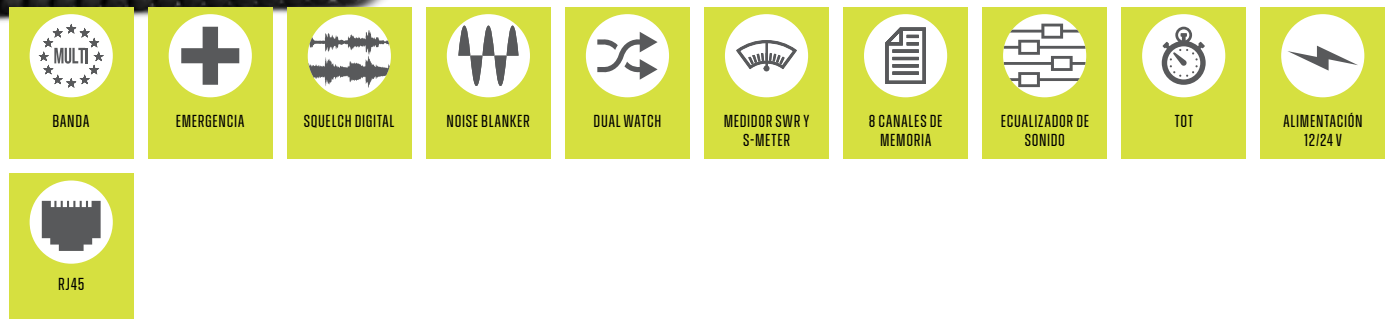 MULTI
BANDA
EMERGENCIA
SQUELCH DIGITAL
NOISE BLANKER
DUAL WATCH
MEDIDOR SWR Y
S-METER
8 CANALES DE
MEMORIA
ECUALIZADOR DE
SONIDO
TOT
ALIMENTACIÓN
12/24 V
RJ45